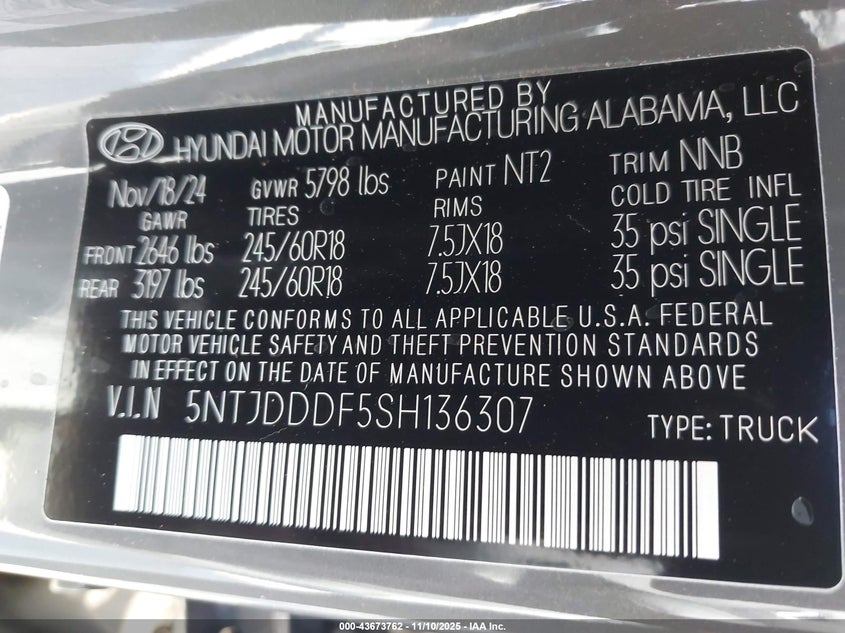 MANUFACTURED BY
HYUNDAI MOTOR MANUFACTURING ALABAMA, LLC
Nov/18/24 GVWR 5798 lbs PAINT NT2 TRIM NNB
GAWR TIRES RIMS COLD TIRE INFL
FRONT 2646 lbs 245/60R18 7.5JX18 35 psi SINGLE
REAR 3197 lbs 245/60R18 7.5JX18 35 psi SINGLE
THIS VEHICLE CONFORMS TO ALL APPLICABLE U.S.A. FEDERAL
MOTOR VEHICLE SAFETY AND THEFT PREVENTION STANDARDS
IN EFFECT ON THE DATE OF MANUFACTURE SHOWN ABOVE
V.I.N 5NTJDDDF5SH136307 TYPE: TRUCK
000-43673762 - 11/10/2025 - IAA Inc.